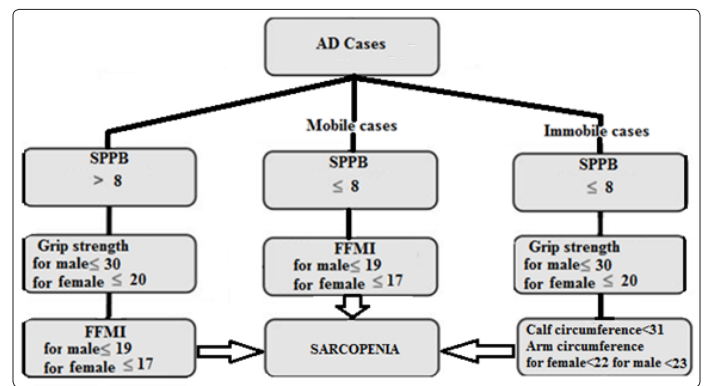 AD Cases
Mobile cases
Immobile cases
SPPB
> 8
SPPB
≤ 8
SPPB
≤ 8
Grip strength
for male≤ 30
for female ≤ 20
FFMI
for male≤ 19
for female ≤ 17
Grip strength
for male≤ 30
for female ≤ 20
FFMI
for male≤ 19
for female ≤ 17
SARCOPENIA
Calf circumference<31
Arm circumference
for female<22 for male <23